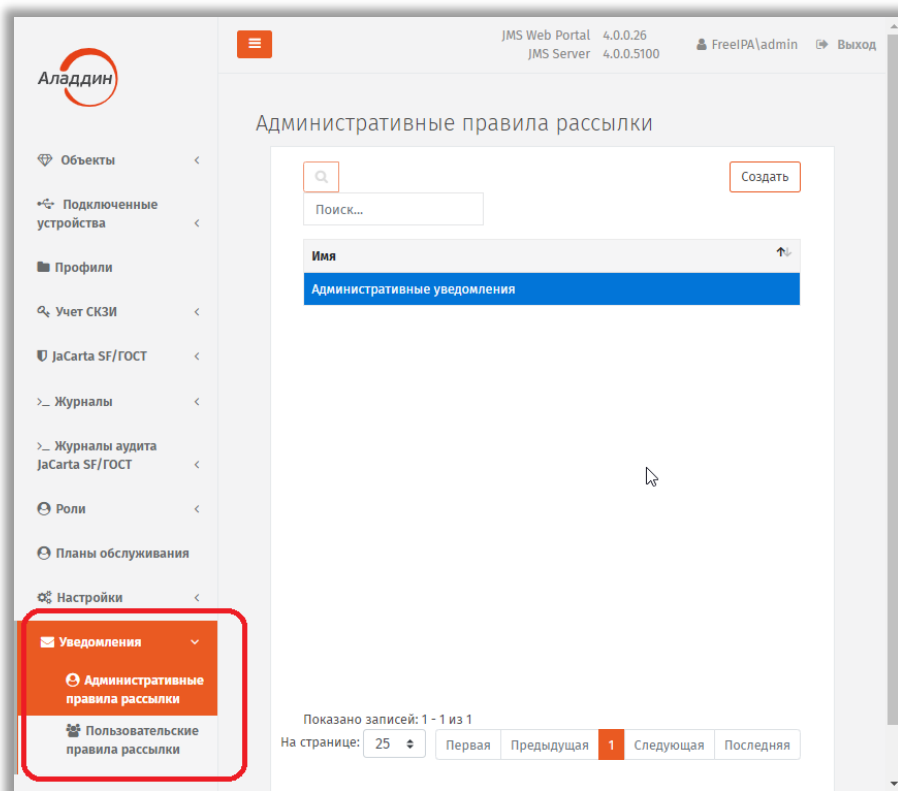 Аладдин
JMS Web Portal 4.0.0.26
JMS Server 4.0.0.5100
FreeIPA\admin
Выход
Объекты
Подключенные
устройства
Профили
Учет СКЗИ
JaCarta SF/ГОСТ
Журналы
Журналы аудита
JaCarta SF/ГОСТ
Роли
Планы обслуживания
Настройки
Уведомления
Административные
правила рассылки
Пользовательские
правила рассылки
Административные правила рассылки
Создать
Поиск...
Имя
Административные уведомления
Показано записей: 1 - 1 из 1
На странице: 25 Первая Предыдущая 1 Следующая Последняя